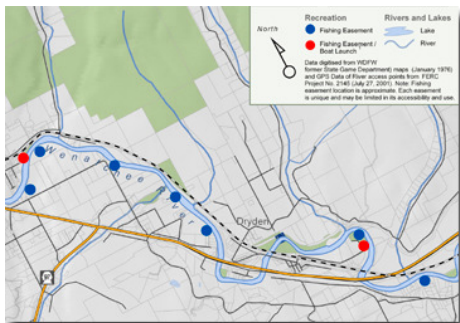 North
Recreation
Fishing Easement
Fishing Easement /
Boat Launch
Rivers and Lakes
Lake
River
Data digitised from WDFW
former State Game Department) maps (January 1976)
and GPS Data of River access points from FERC
Project No. 2145 (July 27, 2001) Note: Fishing
easement location is approximate. Each easement
is unique and may be limited in its accessibility and use.
Wenatchee River
Dryden